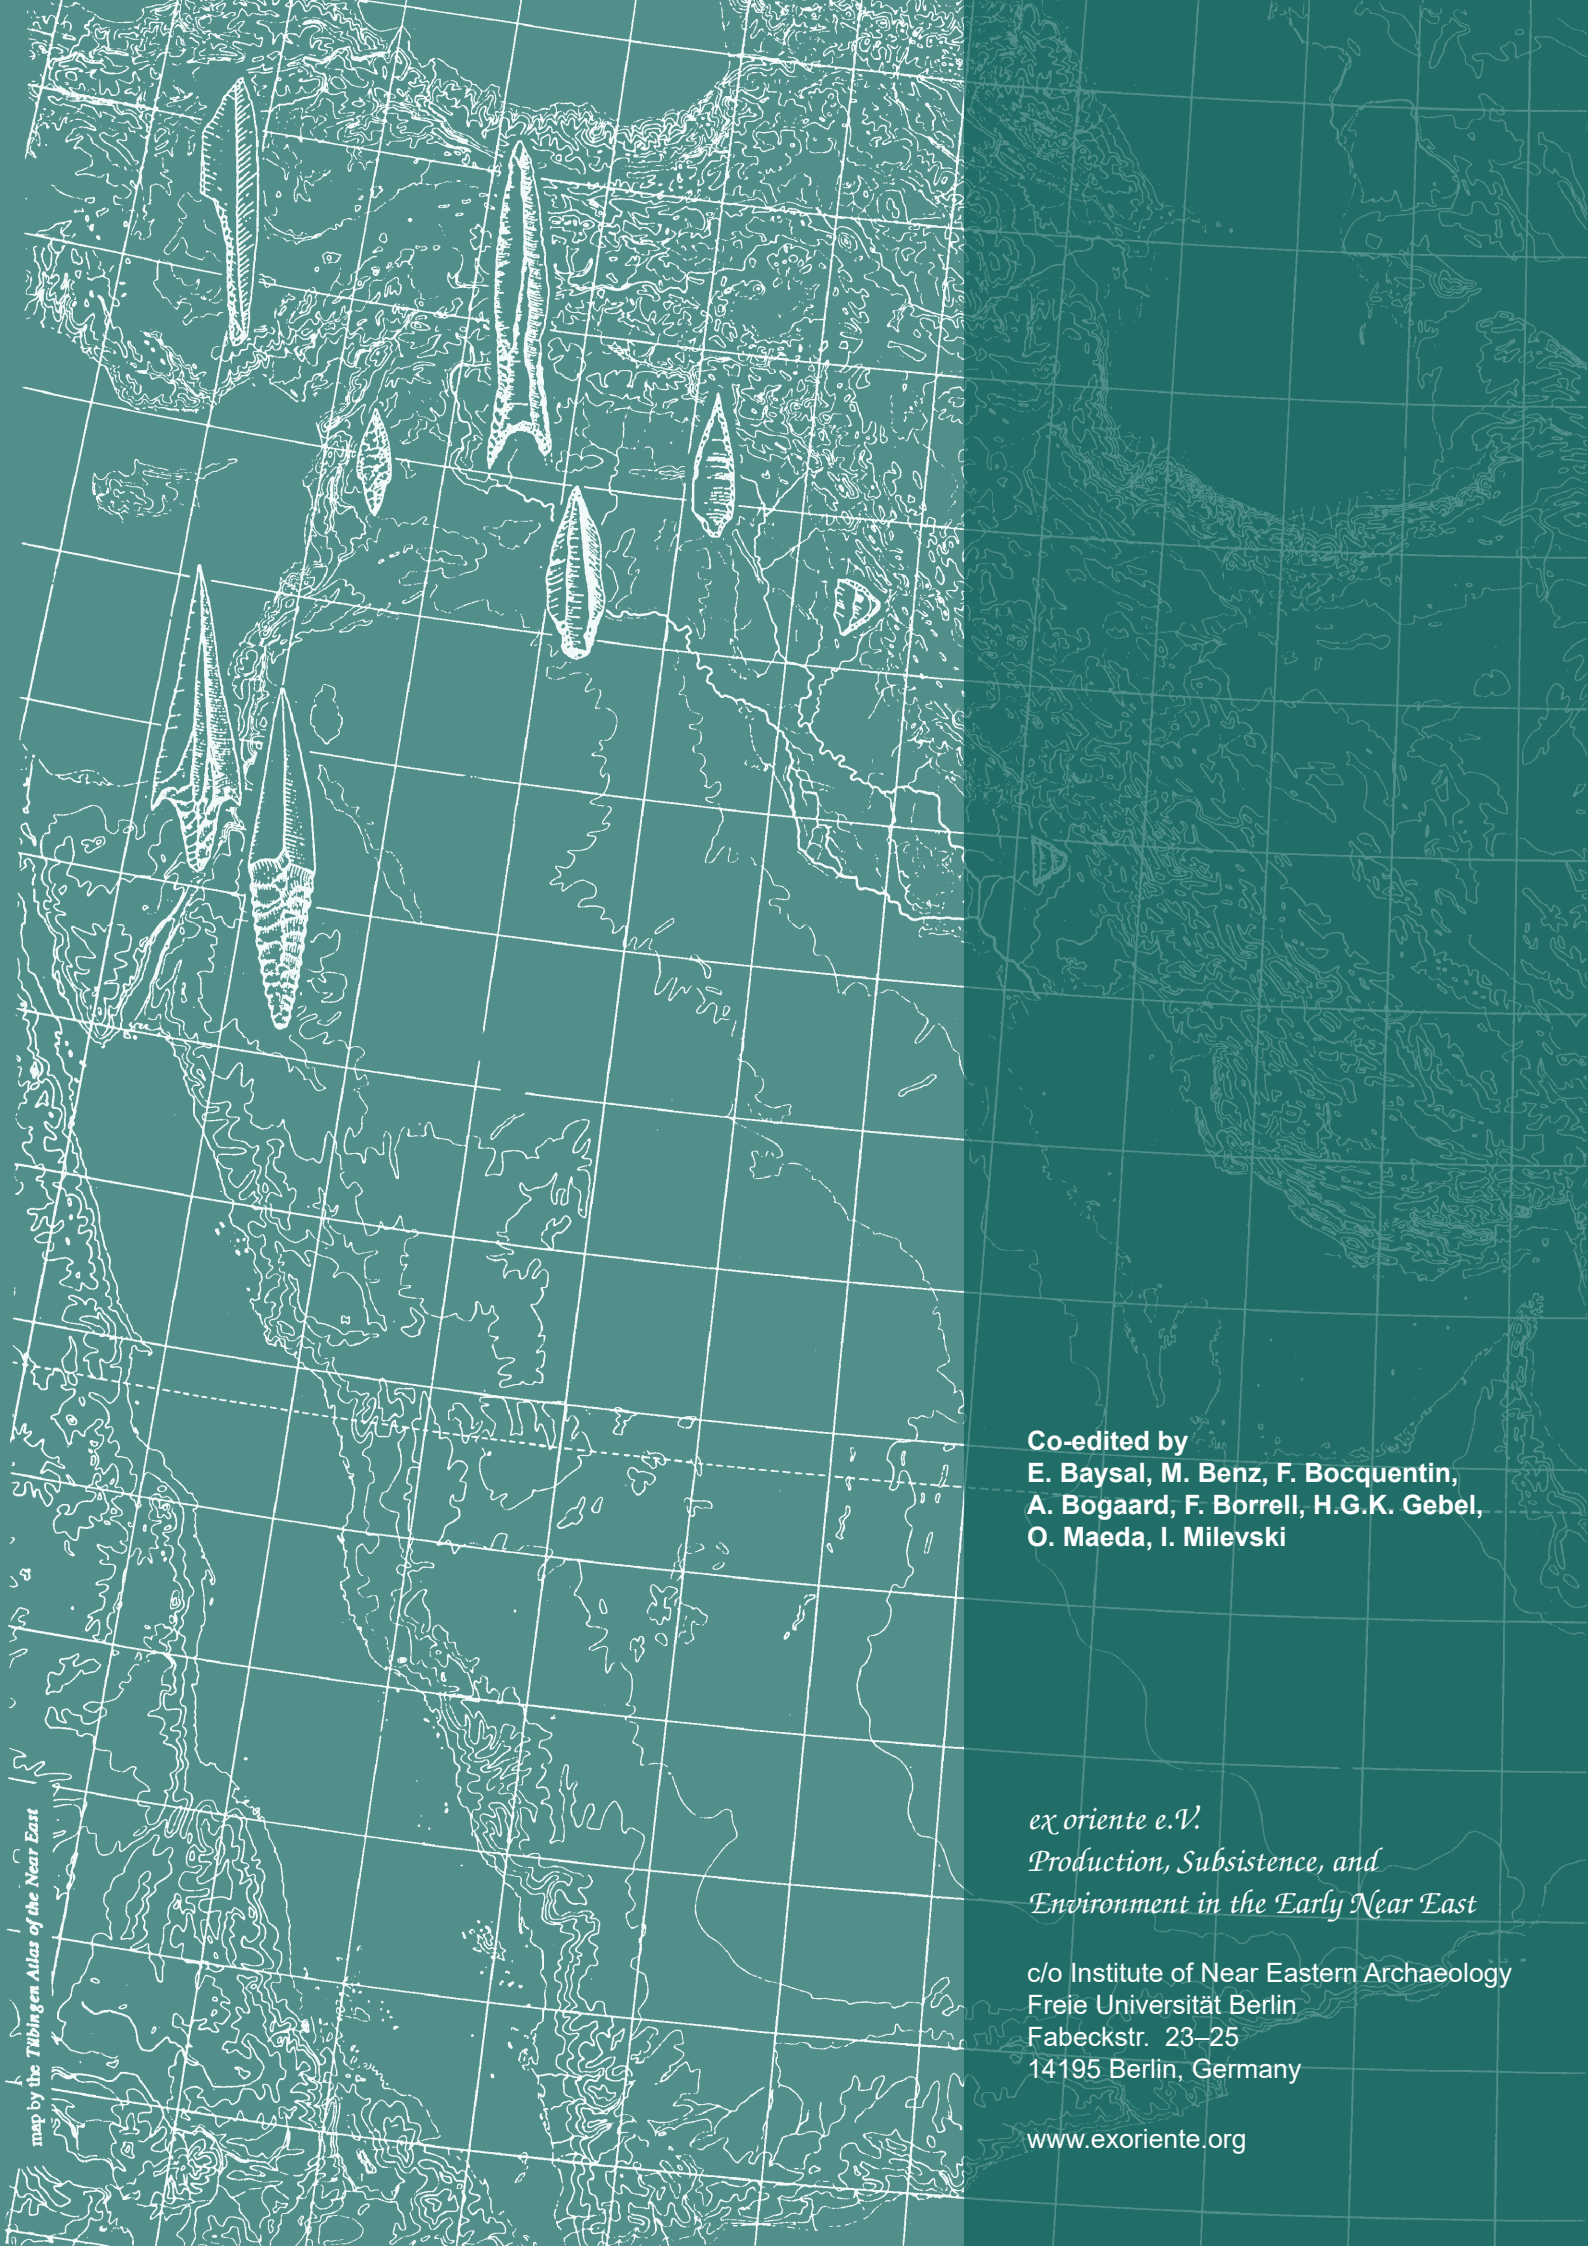 Co-edited by
E. Baysal, M. Benz, F. Bocquentin,
A. Bogaard, F. Borrell, H.G.K. Gebel,
O. Maeda, I. Milevski
ex oriente e.V.
Production, Subsistence, and
Environment in the Early Near East
c/o Institute of Near Eastern Archaeology
Freie Universität Berlin
Fabeckstr. 23–25
14195 Berlin, Germany
www.exoriente.org
map by the Tübingen Atlas of the Near East